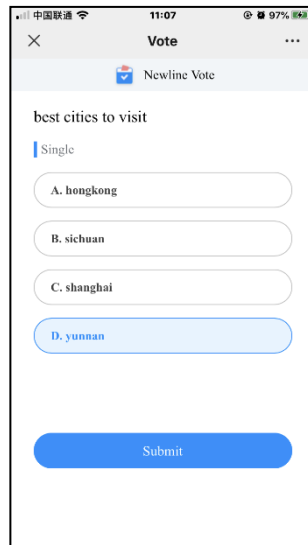 中国联通 11:07 97%
Vote
Newline Vote
best cities to visit
Single
A. hongkong
B. sichuan
C. shanghai
D. yunnan
Submit